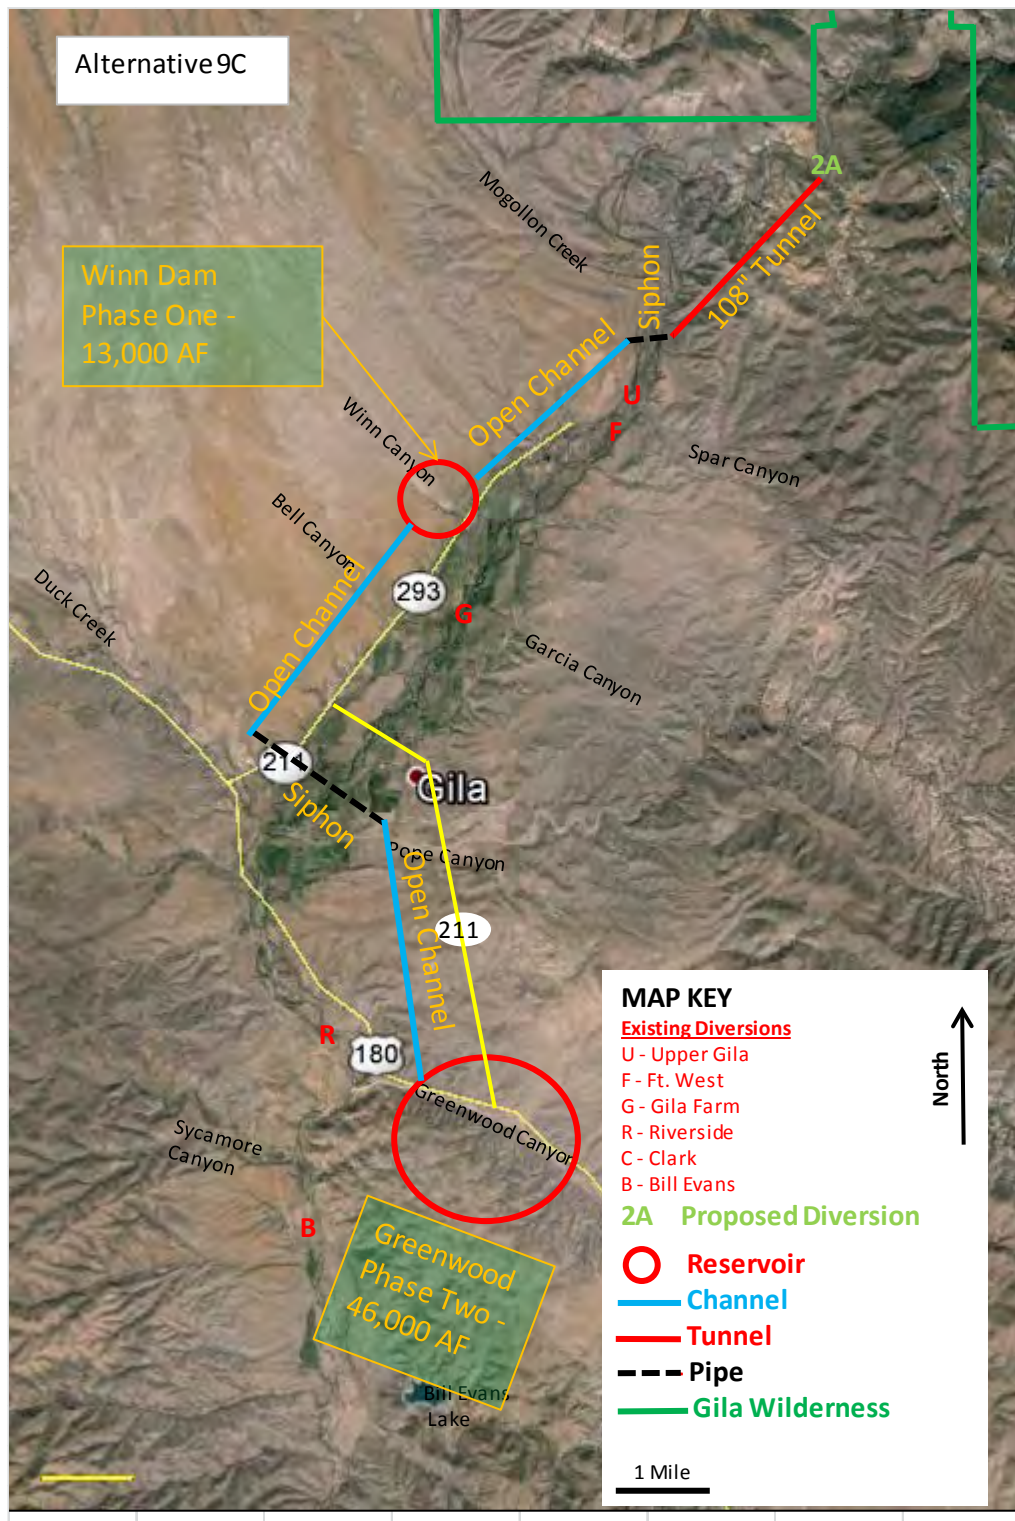 Alternative 9C
2A
Mogollon Creek
Siphon
108" Tunnel
Winn Dam
Phase One -
13,000 AF
Open Channel
U
F
Winn Canyon
Spar Canyon
Bell Canyon
Duck Creek
293
G
Open Channel
Garcia Canyon
211
Siphon
Gila
Pope Canyon
Open Channel
211
R
180
Greenwood Canyon
Sycamore
Canyon
B
Greenwood
Phase Two -
46,000 AF
Bill Evans
Lake
MAP KEY
Existing Diversions
U - Upper Gila
F - Ft. West
G - Gila Farm
R - Riverside
C - Clark
B - Bill Evans
2A Proposed Diversion
Reservoir
Channel
Tunnel
Pipe
Gila Wilderness
North
1 Mile